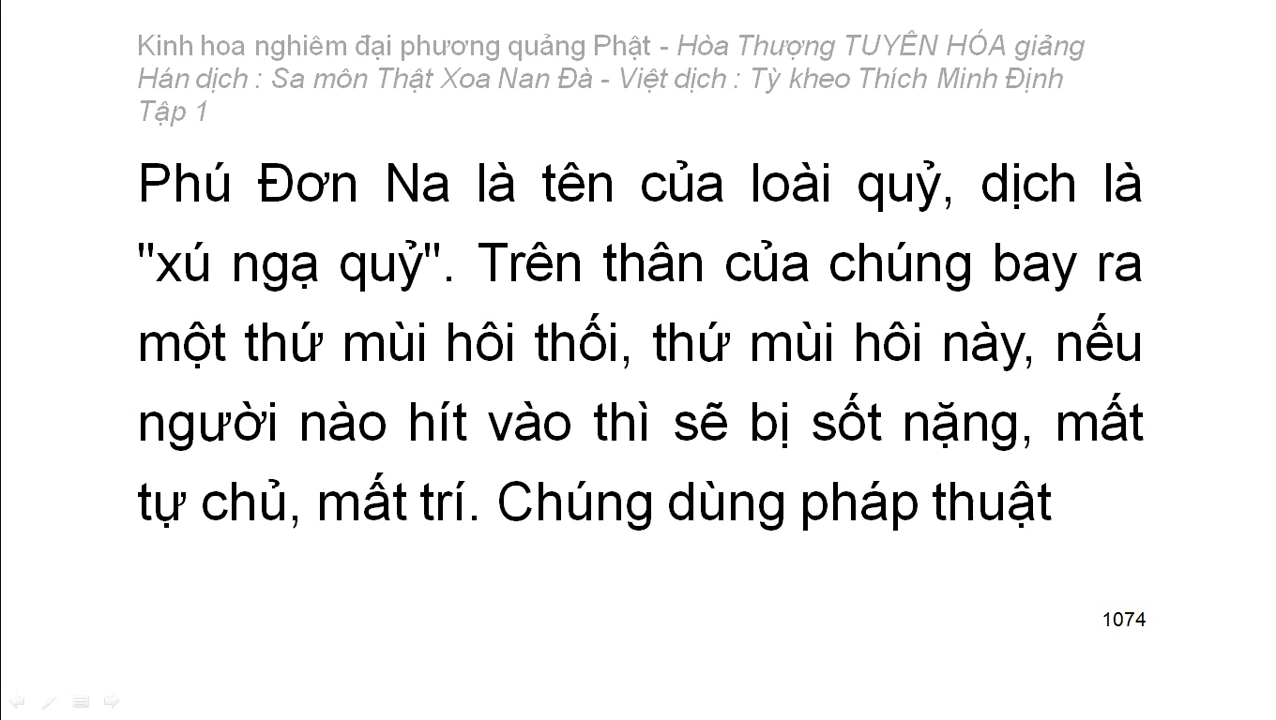 Kinh hoa nghiêm đại phương quảng Phật - Hòa Thượng TUYÊN HÓA giảng
Hán dịch : Sa môn Thật Xoa Nan Đà - Việt dịch : Tỳ kheo Thích Minh Định
Tập 1
Phú Đơn Na là tên của loài quỷ, dịch là
"xú ngạ quỷ". Trên thân của chúng bay ra
một thứ mùi hôi thối, thứ mùi hôi này, nếu
người nào hít vào thì sẽ bị sốt nặng, mất
tự chủ, mất trí. Chúng dùng pháp thuật
1074